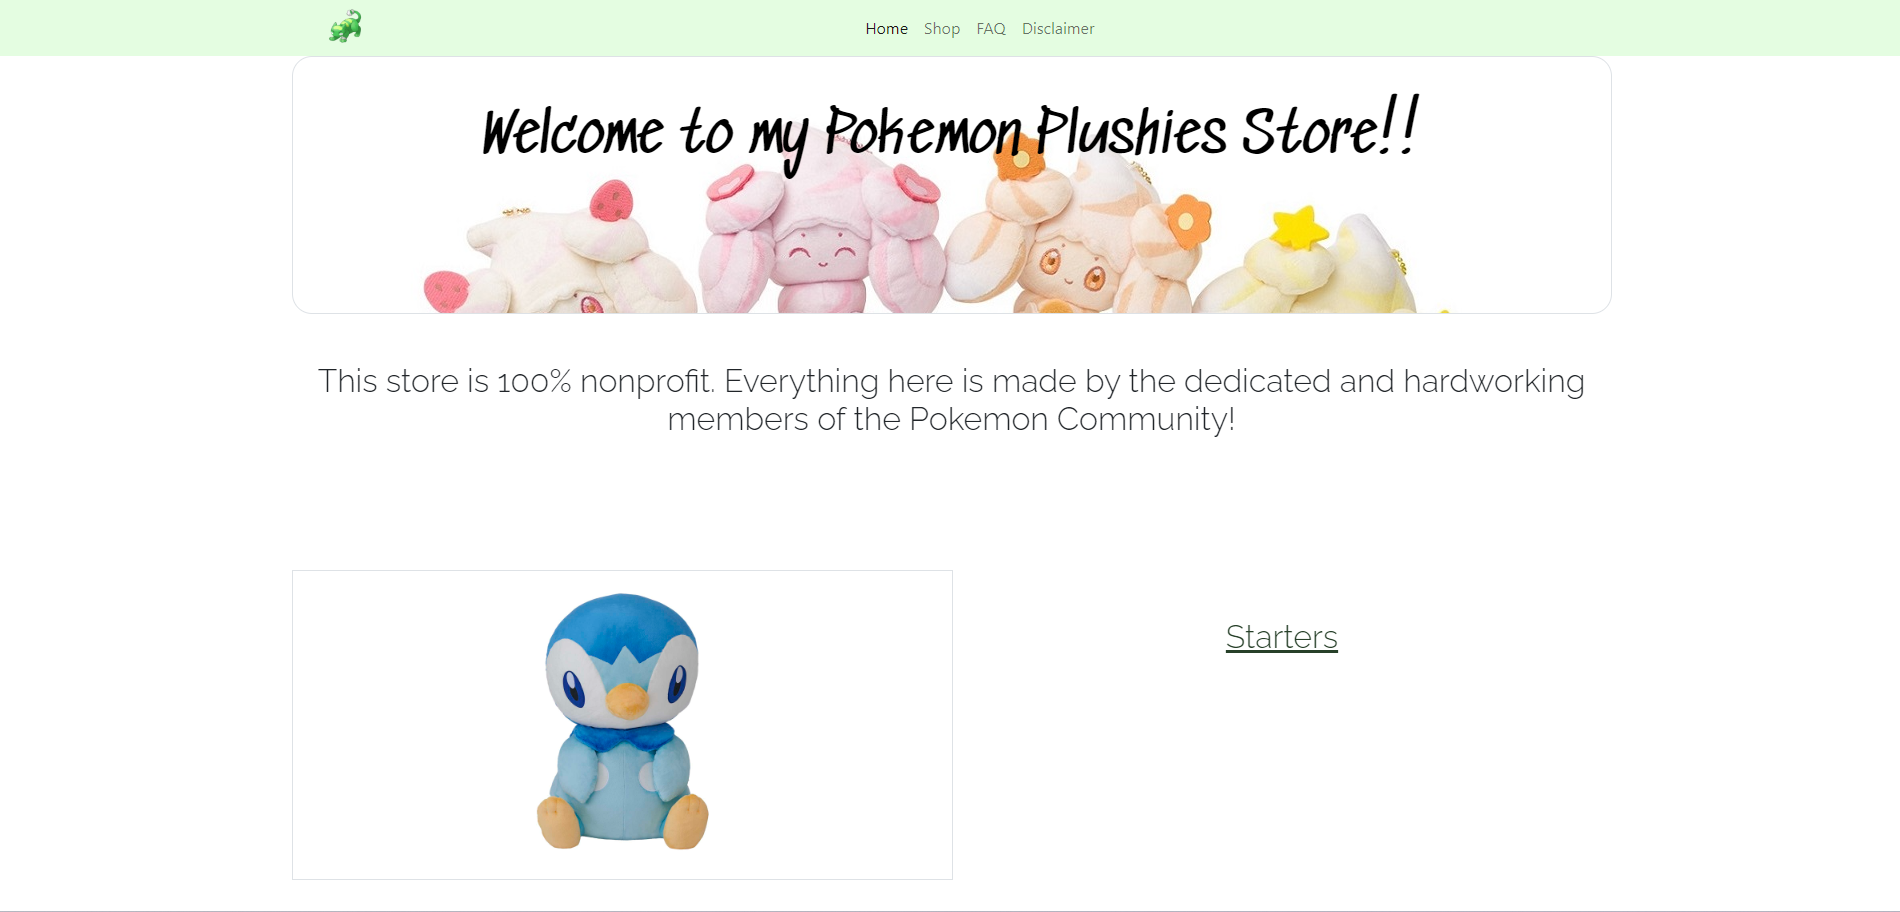 Home Shop FAQ Disclaimer
Welcome to my Pokemon Plushies Store!!
This store is 100% nonprofit. Everything here is made by the dedicated and hardworking
members of the Pokemon Community!
Starters